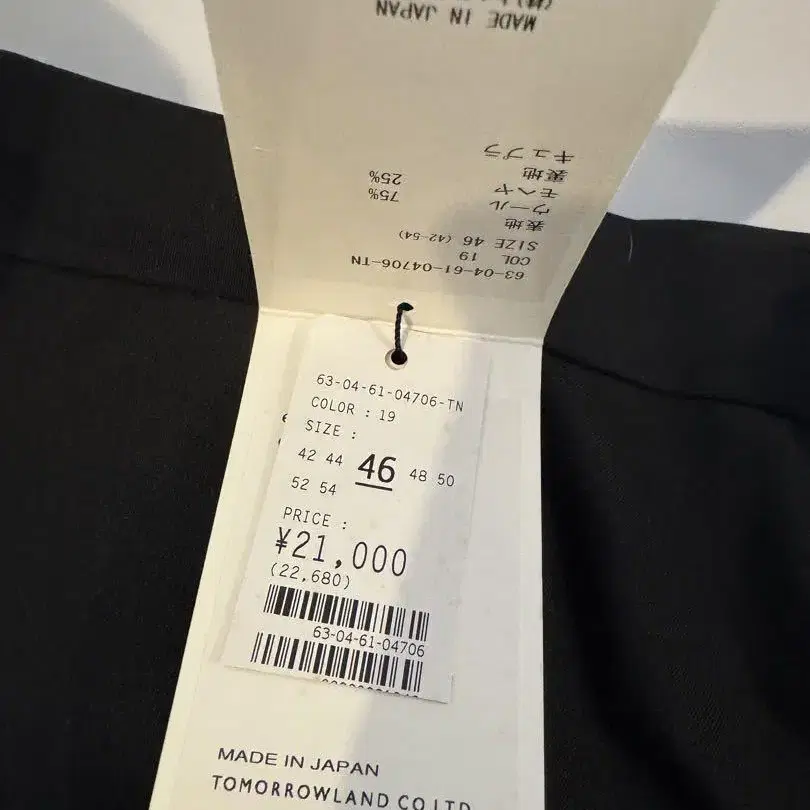 63-04-61-04706-TN
COL 19
SIZE 46 (42-54)
表地
ウール 75%
モヘヤ 25%
裏地
キュプラ
MADE IN JAPAN
63-04-61-04706-TN
COLOR : 19
SIZE :
42 44 46 48 50
52 54
PRICE :
¥21,000
(22,680)
63-04-61-04706
MADE IN JAPAN
TOMORROWLAND CO LTD